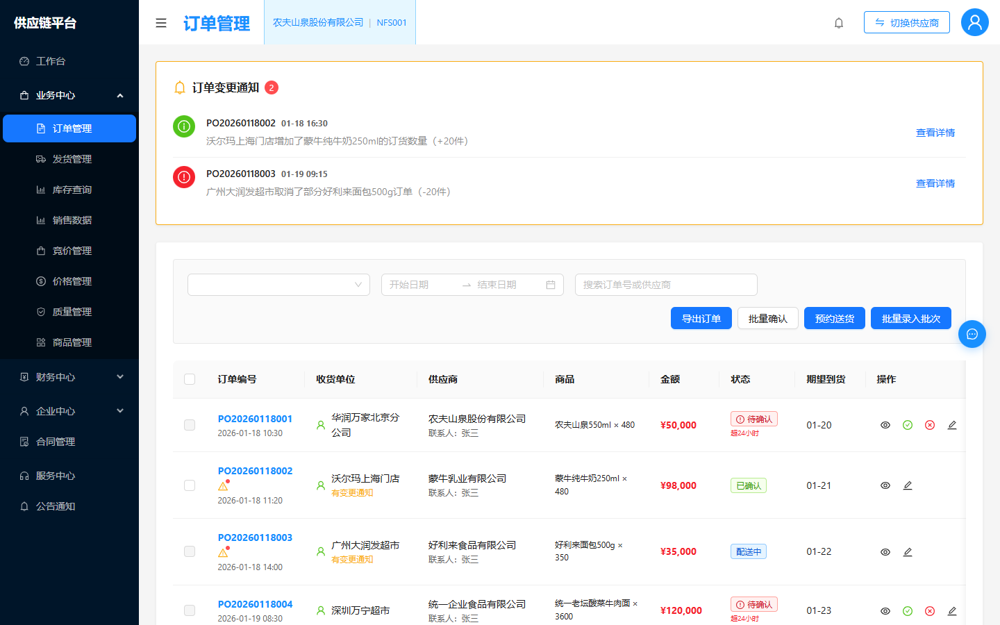 供应链平台
工作台
业务中心
订单管理
发货管理
库存查询
销售数据
竞价管理
价格管理
质量管理
商品管理
财务中心
企业中心
合同管理
服务中心
公告通知
订单管理
农夫山泉股份有限公司 | NFS001
切换供应商
订单变更通知 2
PO20260118002 01-18 16:30
沃尔玛上海门店增加了蒙牛纯牛奶250ml的订货数量（+20件）
查看详情
PO20260118003 01-19 09:15
广州大润发超市取消了部分好利来面包500g订单（-20件）
查看详情
开始日期 → 结束日期
搜索订单号或供应商
导出订单 批量确认 预约送货 批量录入批次
订单编号 收货单位 供应商 商品 金额 状态 期望到货 操作
PO20260118001
2026-01-18 10:30
华润万家北京分
公司
农夫山泉股份有限公司
联系人：张三
农夫山泉550ml × 480
¥50,000
待确认
超24小时
01-20
PO20260118002
2026-01-18 11:20
沃尔玛上海门店
有变更通知
蒙牛乳业有限公司
联系人：张三
蒙牛纯牛奶250ml ×
480
¥98,000
已确认
01-21
PO20260118003
2026-01-18 14:00
广州大润发超市
有变更通知
好利来食品有限公司
联系人：张三
好利来面包500g ×
350
¥35,000
配送中
01-22
PO20260118004
2026-01-19 08:30
深圳万宁超市
统一企业食品有限公司
联系人：张三
统一老坛酸菜牛肉面 ×
3600
¥120,000
待确认
超24小时
01-23